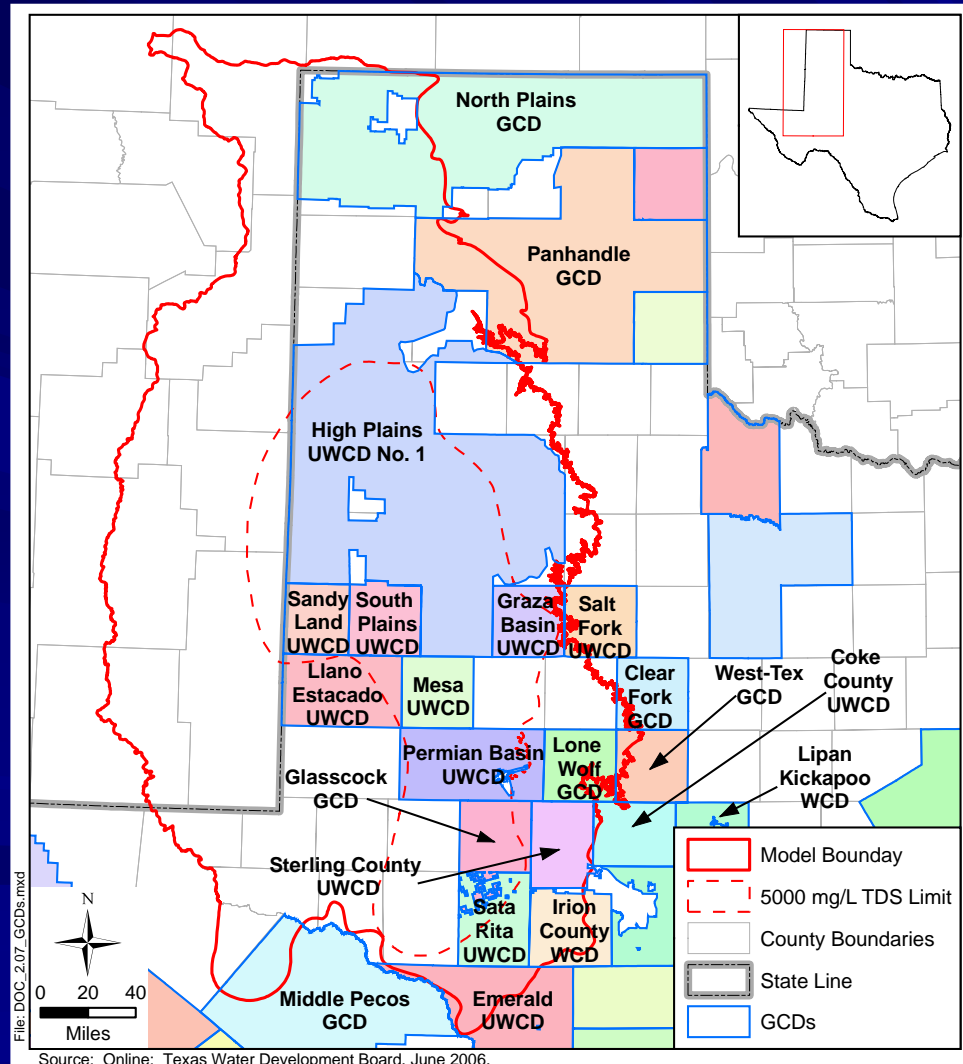 North Plains
GCD
Panhandle
GCD
High Plains
UWCD No. 1
Sandy
Land
UWCD
South
Plains
UWCD
Graza
Basin
UWCD
Salt
Fork
UWCD
Llano
Estacado
UWCD
Mesa
UWCD
Clear
Fork
GCD
West-Tex
GCD
Coke
County
UWCD
Permian Basin
UWCD
Lone
Wolf
GCD
Lipan
Kickapoo
WCD
Glasscock
GCD
Sterling County
UWCD
Sata
Rita
UWCD
Irion
County
WCD
Middle Pecos
GCD
Emerald
UWCD
Model Bounday
5000 mg/L TDS Limit
County Boundaries
State Line
GCDs
N
0 20 40
Miles
File: DOC_2.07_GCDs.mxd
Source: Online: Texas Water Development Board, June 2006.